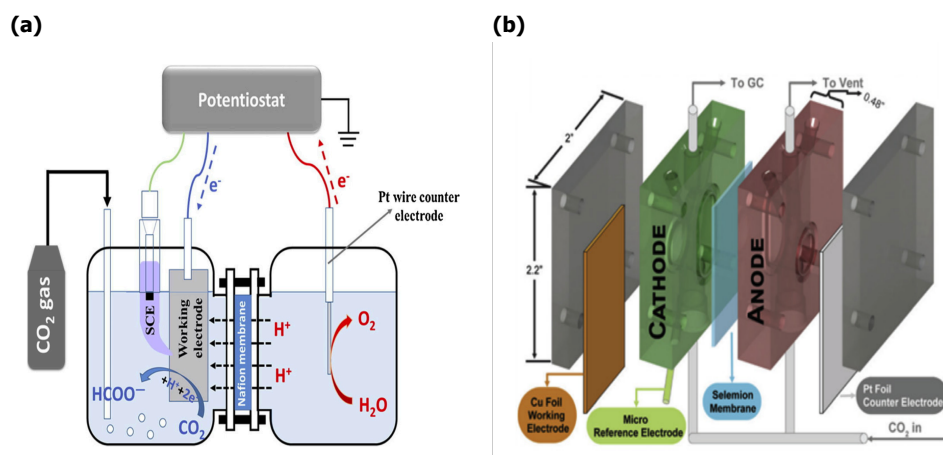 (a)
Potentiostat
e⁻
e⁻
Pt wire counter
electrode
CO₂ gas
SCE
Working
electrode
Nafion membrane
H⁺
H⁺
O₂
H₂O
HCOO⁻
+H⁺+2e⁻
CO₂
(b)
To GC
To Vent
0.48"
2"
2.2"
CATHODE
ANODE
Cu Foil
Working
Electrode
Micro
Reference Electrode
Selemion
Membrane
Pt Foil
Counter Electrode
CO₂ in